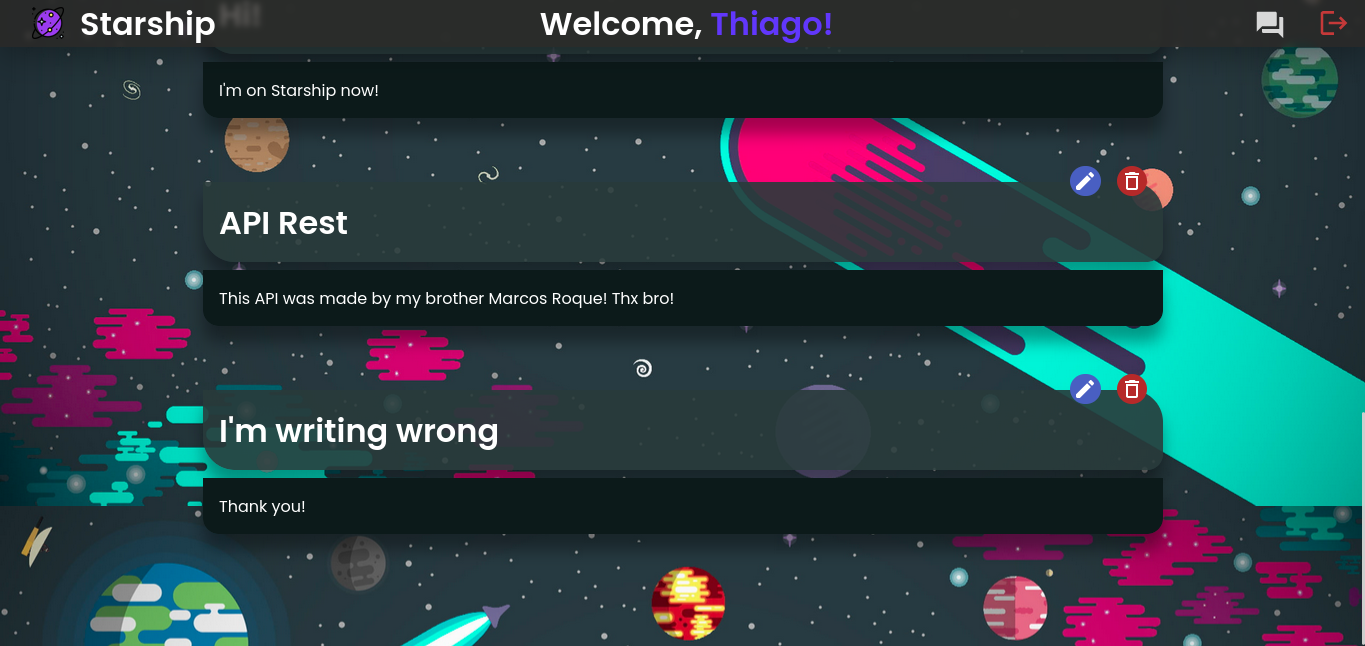 Starship
Hi!
Welcome, Thiago!
I'm on Starship now!
API Rest
This API was made by my brother Marcos Roque! Thx bro!
I'm writing wrong
Thank you!